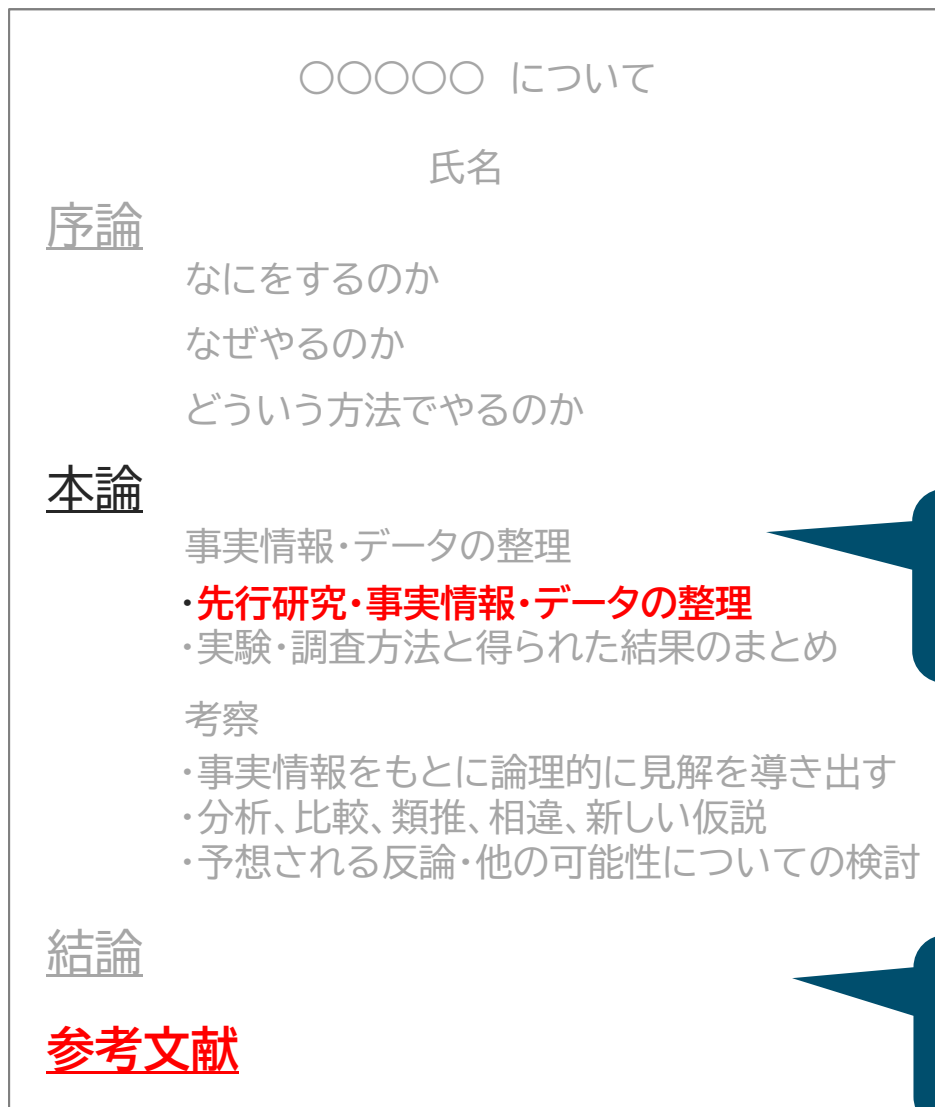 ○○○○○ について
氏名
序論
なにをするのか
なぜやるのか
どういう方法でやるのか
本論
事実情報・データの整理
・先行研究・事実情報・データの整理
・実験・調査方法と得られた結果のまとめ
考察
・事実情報をもとに論理的に見解を導き出す
・分析、比較、類推、相違、新しい仮説
・予想される反論・他の可能性についての検討
結論
参考文献